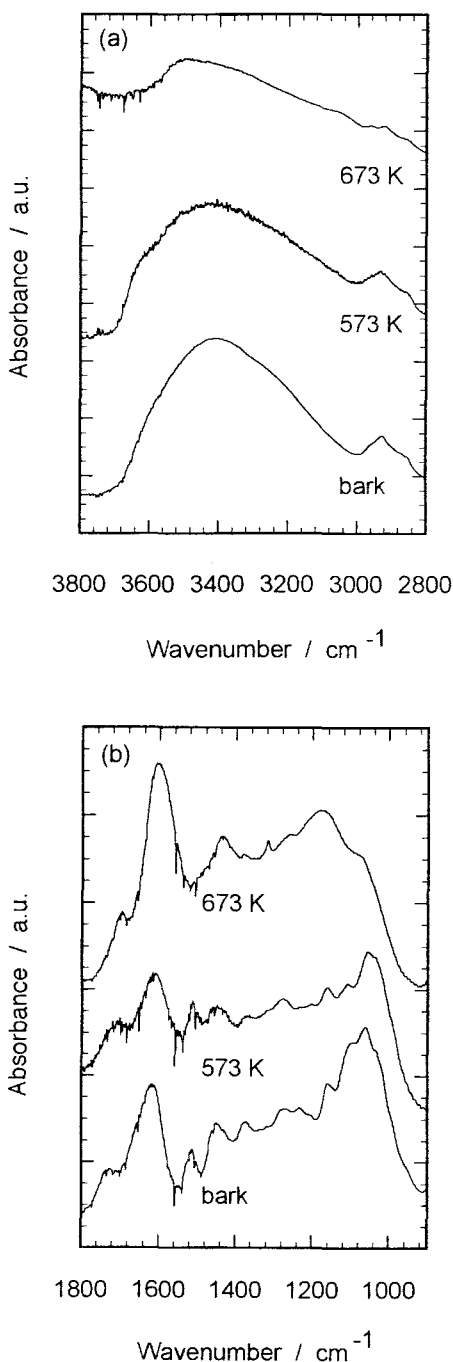 (a)
673 K
573 K
bark
Absorbance / a.u.
3800 3600 3400 3200 3000 2800
Wavenumber / cm⁻¹
(b)
673 K
573 K
bark
Absorbance / a.u.
1800 1600 1400 1200 1000
Wavenumber / cm⁻¹